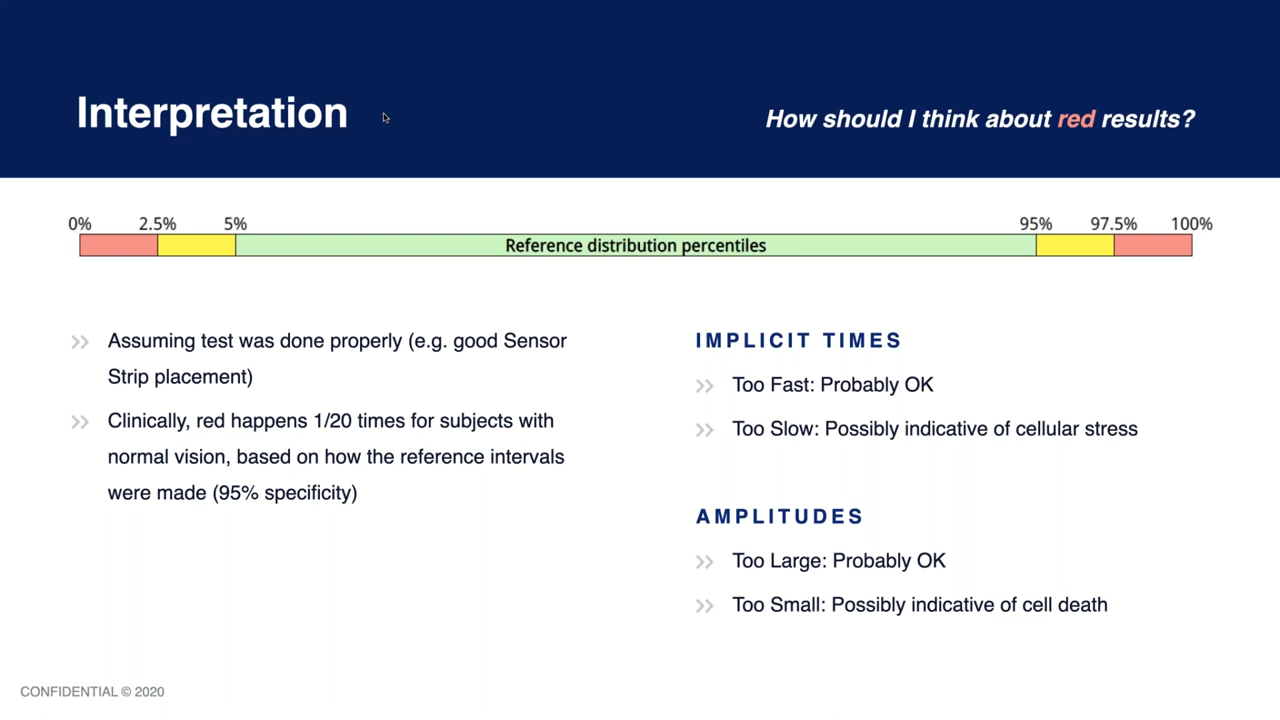 Interpretation
How should I think about red results?
0% 2.5% 5% 95% 97.5% 100%
Reference distribution percentiles
Assuming test was done properly (e.g. good Sensor
Strip placement)
Clinically, red happens 1/20 times for subjects with
normal vision, based on how the reference intervals
were made (95% specificity)
IMPLICIT TIMES
Too Fast: Probably OK
Too Slow: Possibly indicative of cellular stress
AMPLITUDES
Too Large: Probably OK
Too Small: Possibly indicative of cell death
CONFIDENTIAL © 2020